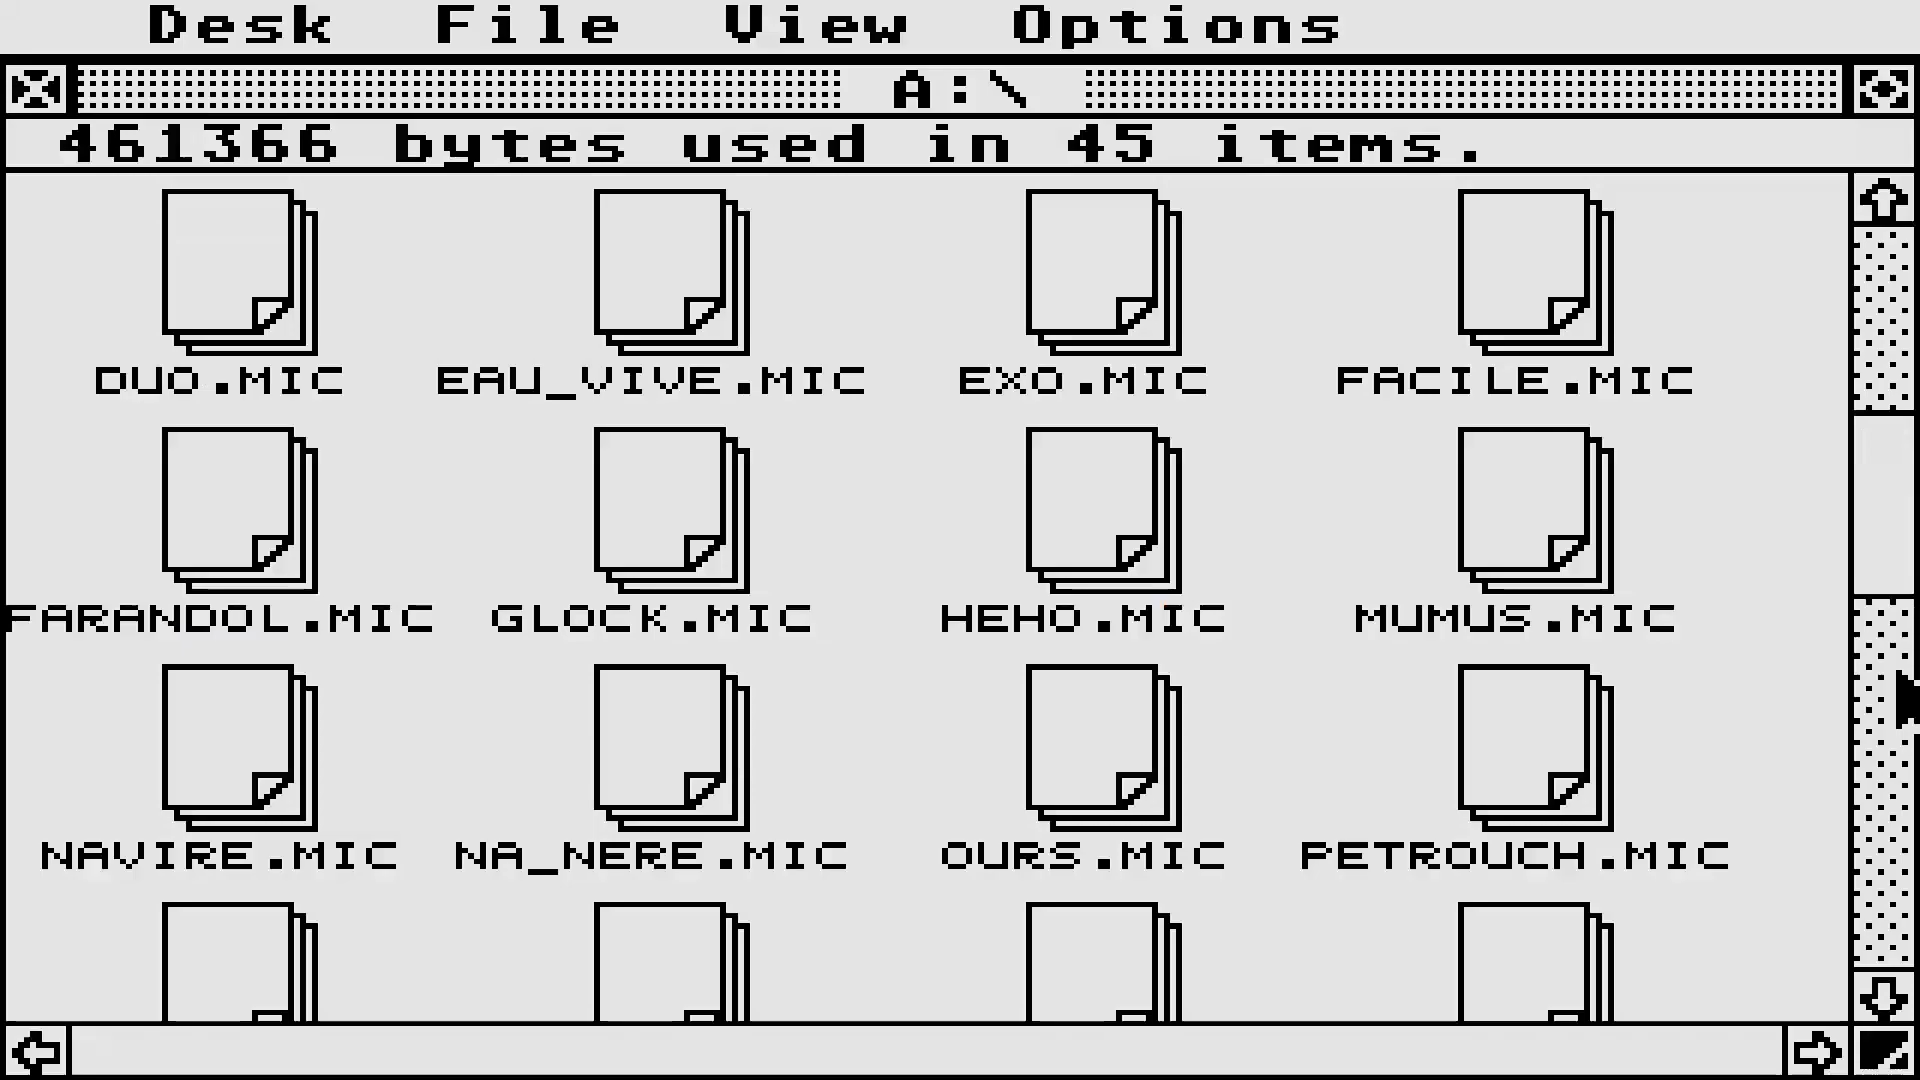 Desk File View Options
A:\
461366 bytes used in 45 items.
DUO.MIC EAU_VIVE.MIC EXO.MIC FACILE.MIC
FARANDOL.MIC GLOCK.MIC HEHO.MIC MUMUS.MIC
NAVIRE.MIC NA_NERE.MIC OURS.MIC PETROUCH.MIC